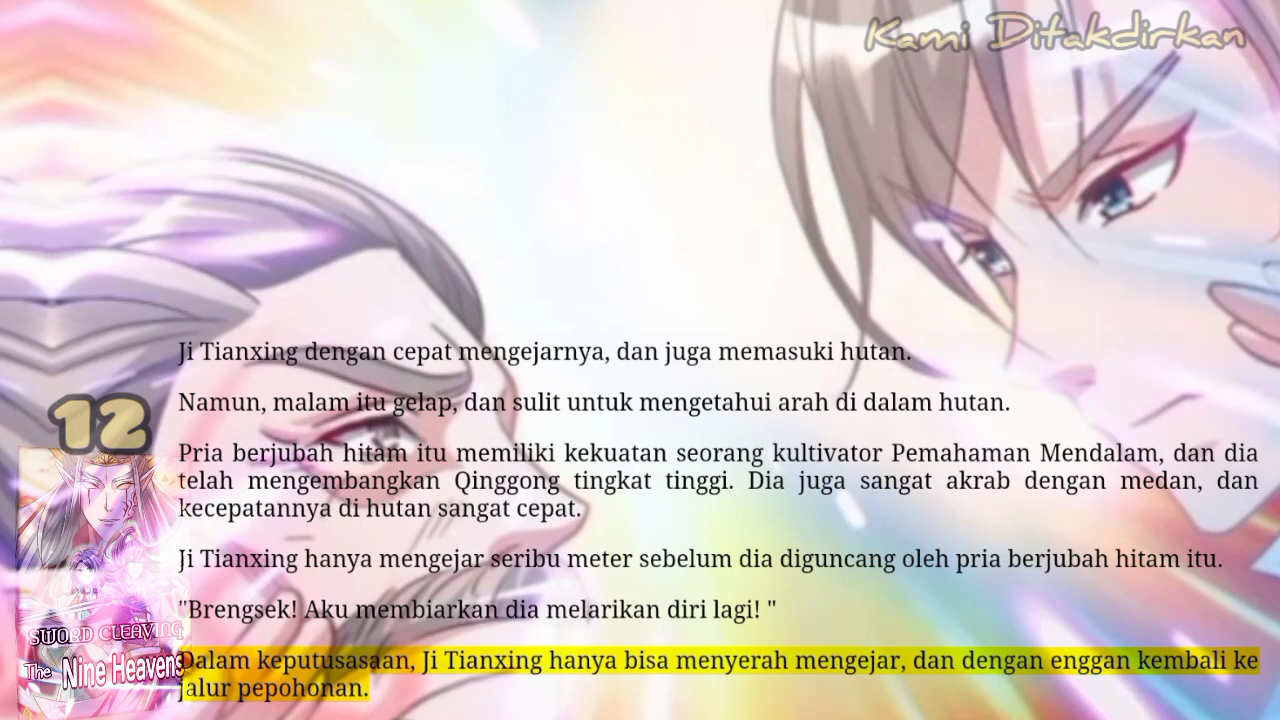 Kami Ditakdirkan
Ji Tianxing dengan cepat mengejarnya, dan juga memasuki hutan.
Namun, malam itu gelap, dan sulit untuk mengetahui arah di dalam hutan.
12
Pria berjubah hitam itu memiliki kekuatan seorang kultivator Pemahaman Mendalam, dan dia
telah mengembangkan Qinggong tingkat tinggi. Dia juga sangat akrab dengan medan, dan
kecepatannya di hutan sangat cepat.
Ji Tianxing hanya mengejar seribu meter sebelum dia diguncang oleh pria berjubah hitam itu.
"Brengsek! Aku membiarkan dia melarikan diri lagi! "
SWORD CLEAVING
The Nine Heavens
Dalam keputusasaan, Ji Tianxing hanya bisa menyerah mengejar, dan dengan enggan kembali ke
jalur pepohonan.